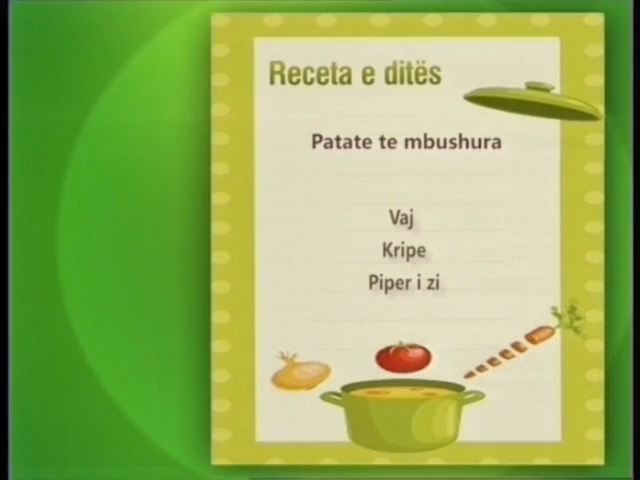 Receta e ditës
Patate te mbushura
Vaj
Kripe
Piper i zi